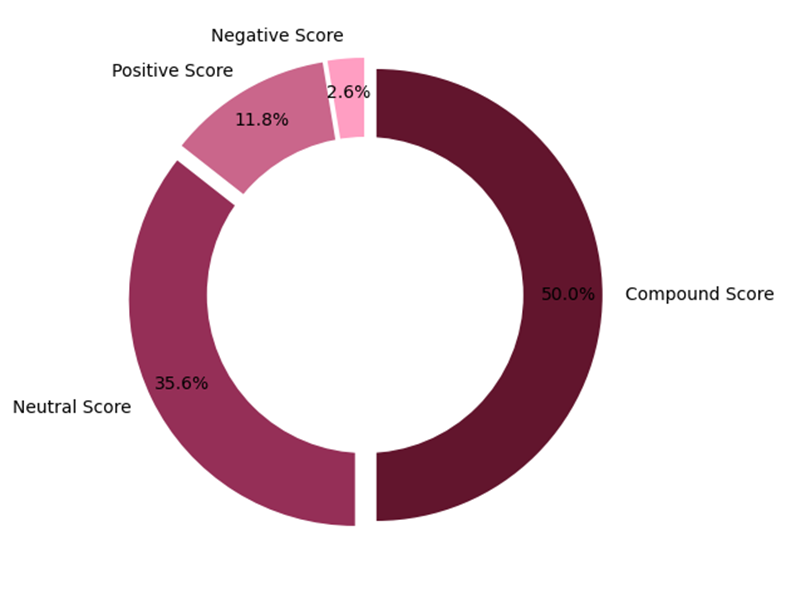 Negative Score
Positive Score
2.6%
11.8%
50.0%
Compound Score
35.6%
Neutral Score